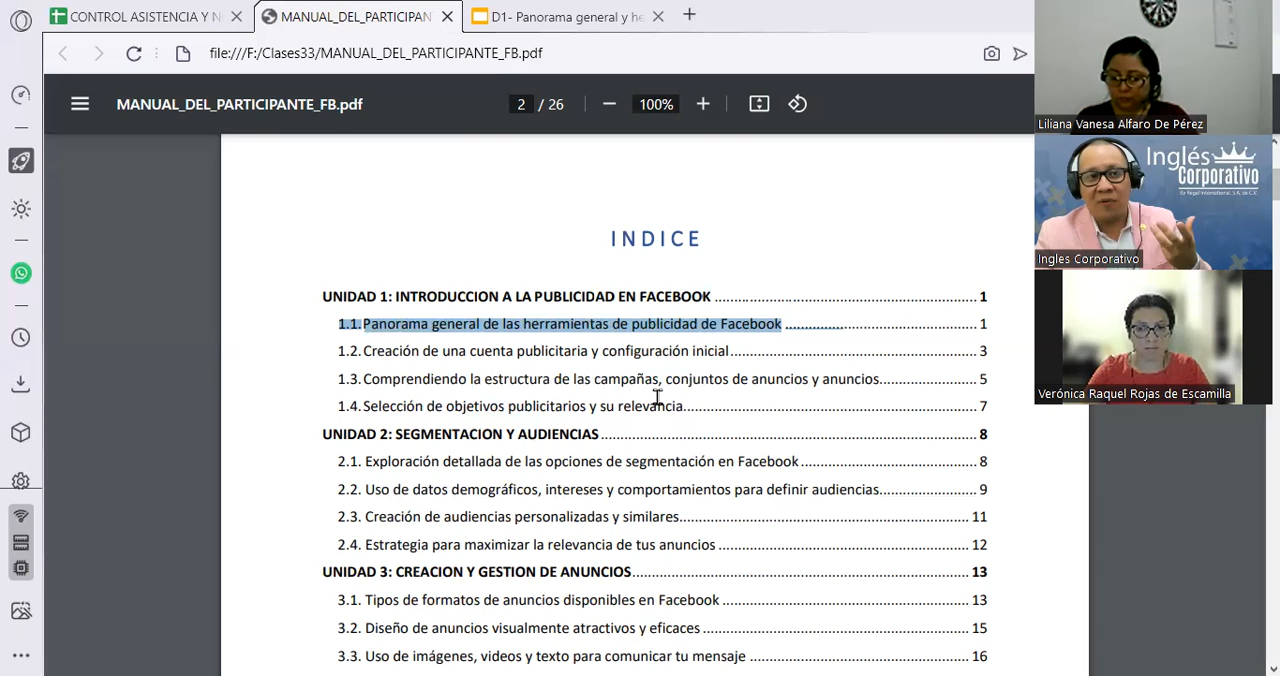 CONTROL ASISTENCIA Y N
MANUAL_DEL_PARTICIPAN
D1- Panorama general y he
file:///F:/Clases33/MANUAL_DEL_PARTICIPANTE_FB.pdf
MANUAL_DEL_PARTICIPANTE_FB.pdf
2 / 26
100%
INDICE
UNIDAD 1: INTRODUCCION A LA PUBLICIDAD EN FACEBOOK ... 1
1.1. Panorama general de las herramientas de publicidad de Facebook ... 1
1.2. Creación de una cuenta publicitaria y configuración inicial ... 3
1.3. Comprendiendo la estructura de las campañas, conjuntos de anuncios y anuncios ... 5
1.4. Selección de objetivos publicitarios y su relevancia ... 7
UNIDAD 2: SEGMENTACION Y AUDIENCIAS ... 8
2.1. Exploración detallada de las opciones de segmentación en Facebook ... 8
2.2. Uso de datos demográficos, intereses y comportamientos para definir audiencias ... 9
2.3. Creación de audiencias personalizadas y similares ... 11
2.4. Estrategia para maximizar la relevancia de tus anuncios ... 12
UNIDAD 3: CREACION Y GESTION DE ANUNCIOS ... 13
3.1. Tipos de formatos de anuncios disponibles en Facebook ... 13
3.2. Diseño de anuncios visualmente atractivos y eficaces ... 15
3.3. Uso de imágenes, videos y texto para comunicar tu mensaje ... 16
Liliana Vanesa Alfaro De Pérez
Inglés
Corporativo
By Regal International, S.A. de C.V.
Ingles Corporativo
Verónica Raquel Rojas de Escamilla